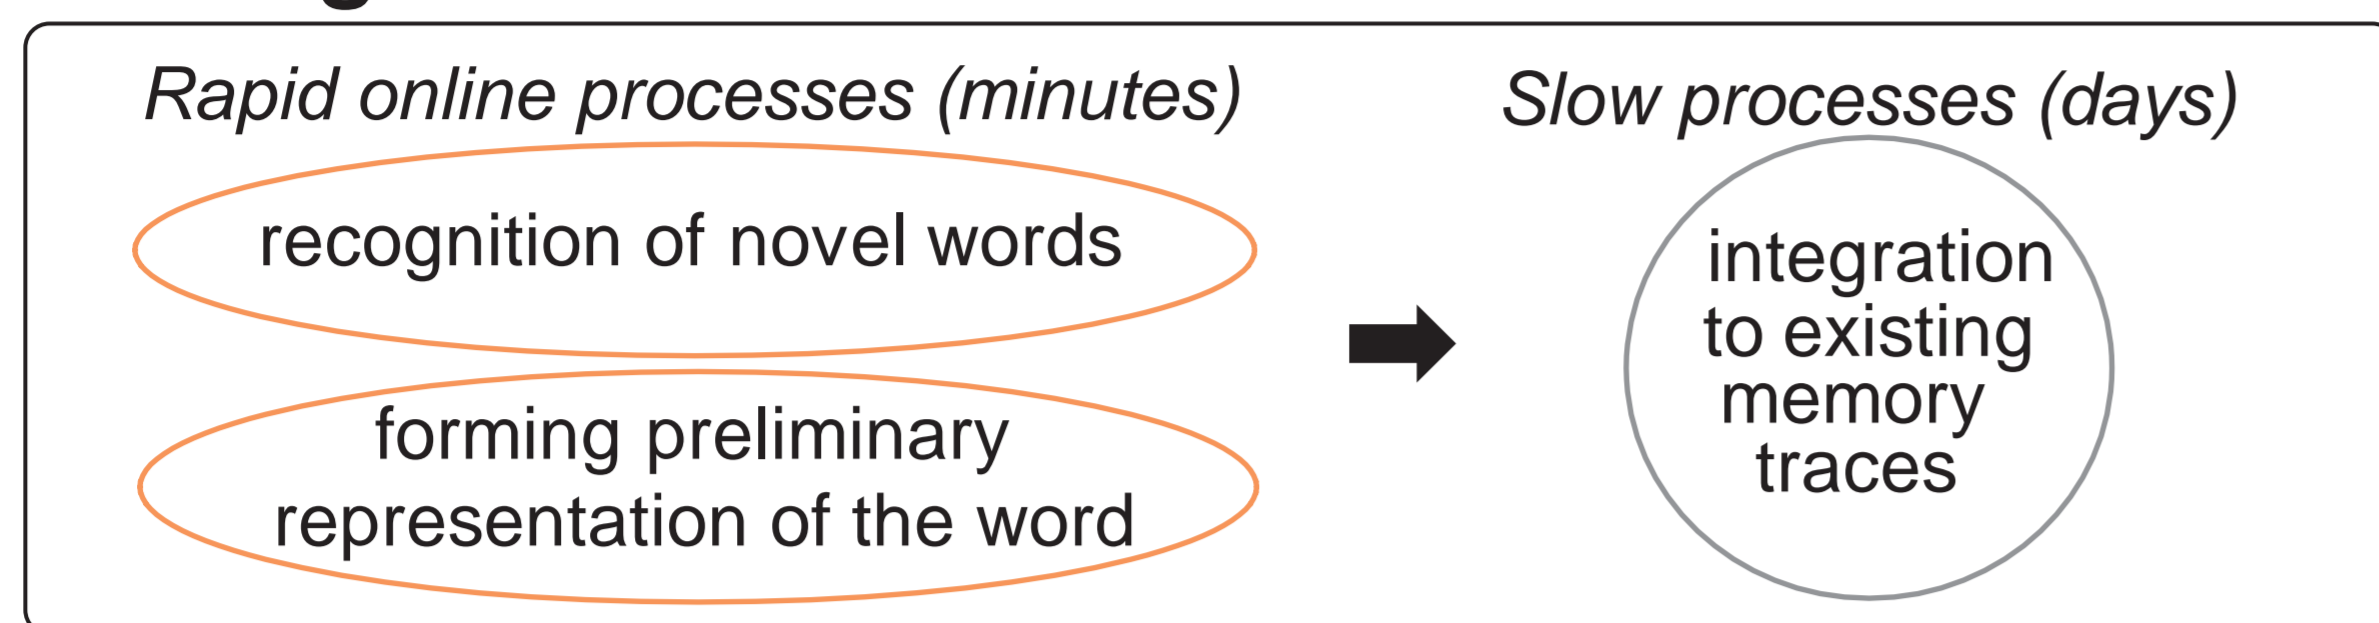 Rapid online processes (minutes)
recognition of novel words
forming preliminary
representation of the word
Slow processes (days)
integration
to existing
memory
traces